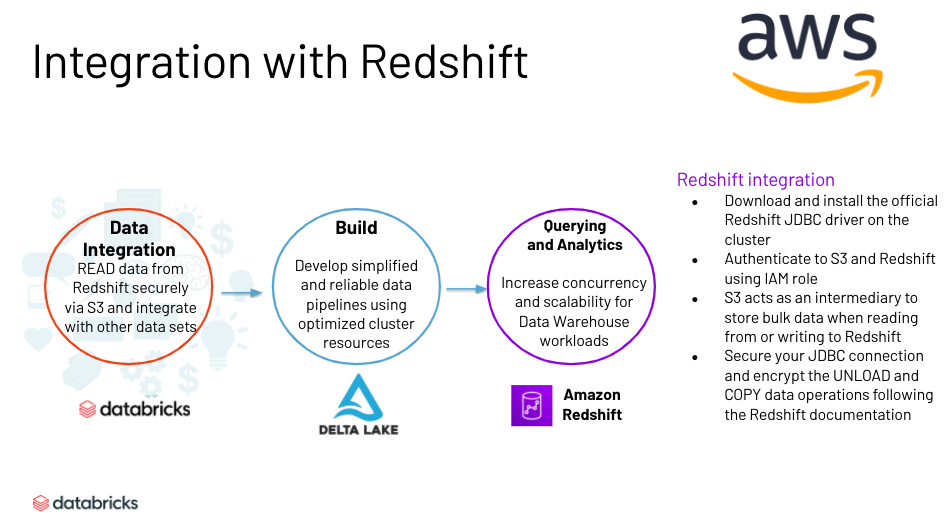 Integration with Redshift
aws
Data
Integration
READ data from
Redshift securely
via S3 and integrate
with other data sets
databricks
Build
Develop simplified
and reliable data
pipelines using
optimized cluster
resources
DELTA LAKE
Querying
and Analytics
Increase concurrency
and scalability for
Data Warehouse
workloads
Amazon
Redshift
Redshift integration
● Download and install the official
Redshift JDBC driver on the
cluster
● Authenticate to S3 and Redshift
using IAM role
● S3 acts as an intermediary to
store bulk data when reading
from or writing to Redshift
● Secure your JDBC connection
and encrypt the UNLOAD and
COPY data operations following
the Redshift documentation
databricks